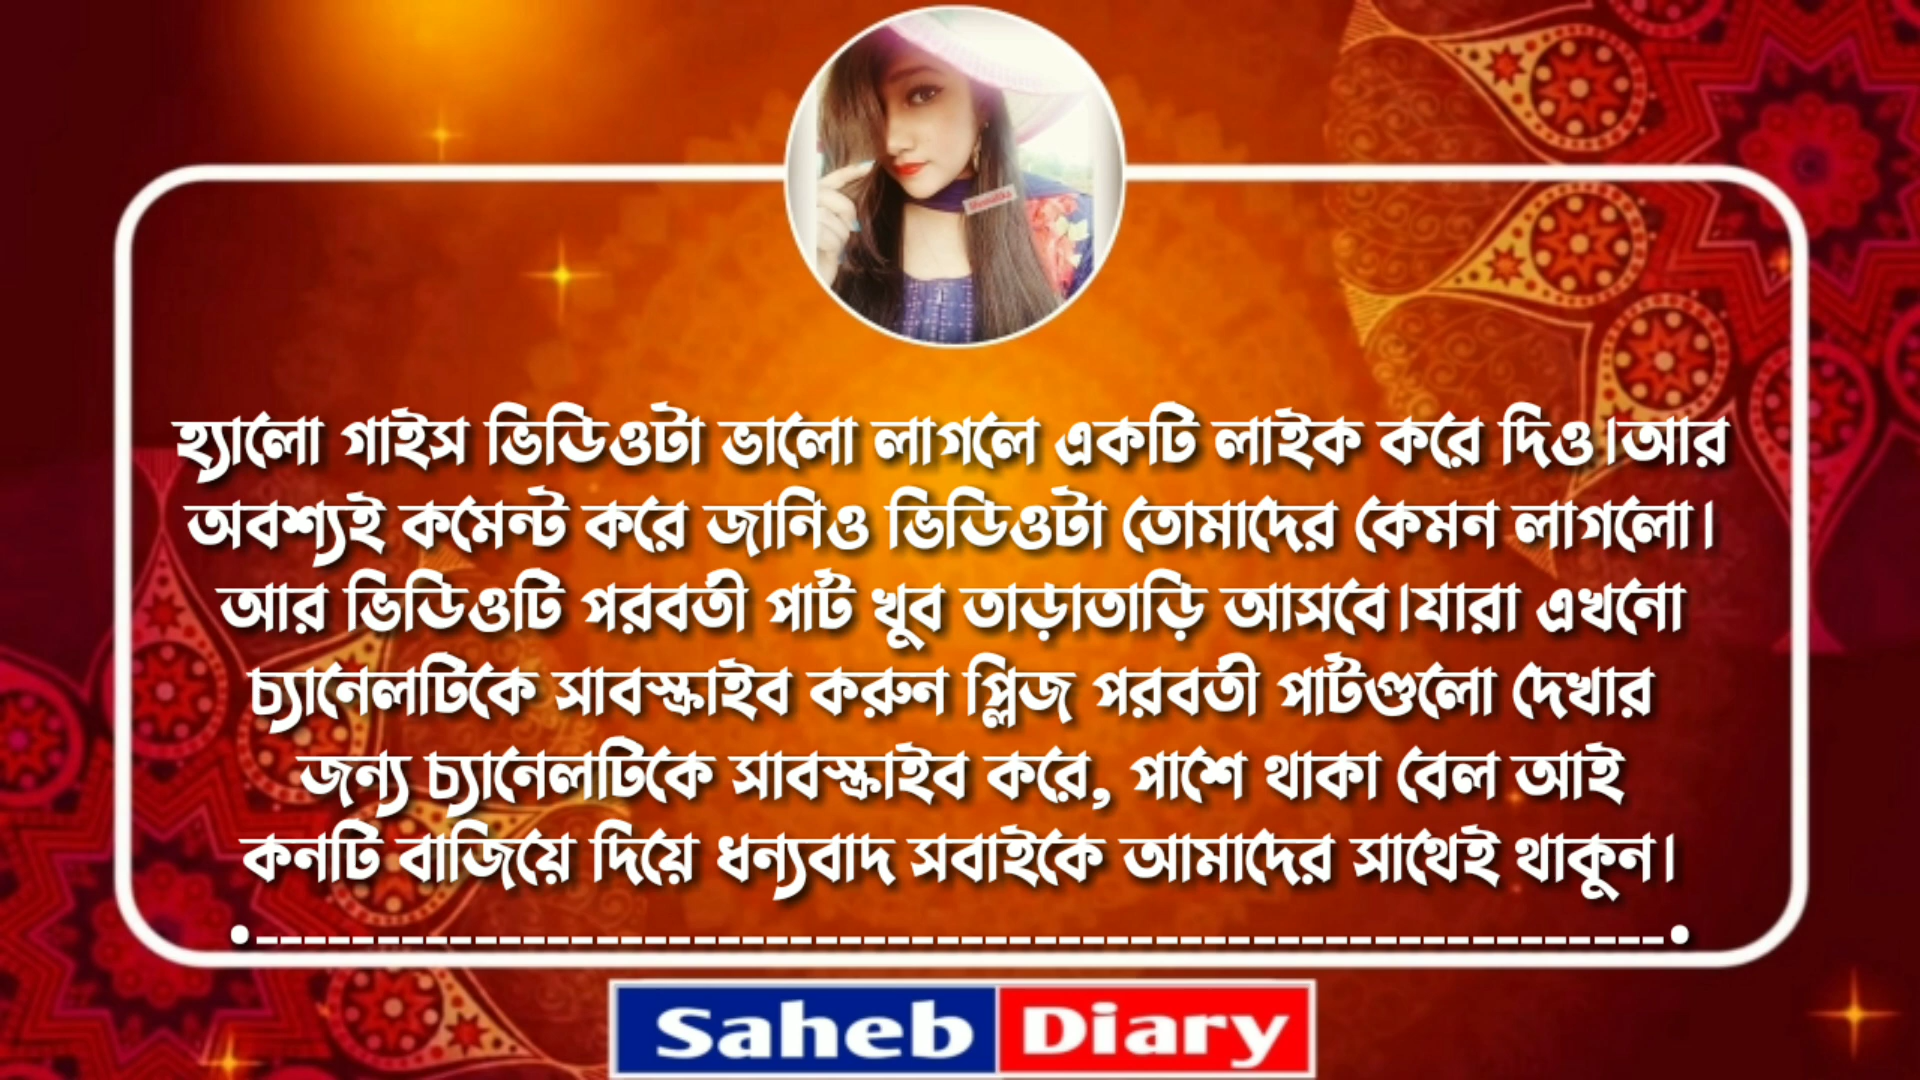 হ্যালো গাইস ভিডিওটা ভালো লাগলে একটি লাইক করে দিও।আর
অবশ্যই কমেন্ট করে জানিও ভিডিওটা তোমাদের কেমন লাগলো।
আর ভিডিওটি পরবর্তী পার্ট খুব তাড়াতাড়ি আসবে।যারা এখনো
চ্যানেলটিকে সাবস্ক্রাইব করুন প্লিজ পরবর্তী পার্টগুলো দেখার
জন্য চ্যানেলটিকে সাবস্ক্রাইব করে, পাশে থাকা বেল আই
কনটি বাজিয়ে দিয়ে ধন্যবাদ সবাইকে আমাদের সাথেই থাকুন।
Saheb Diary